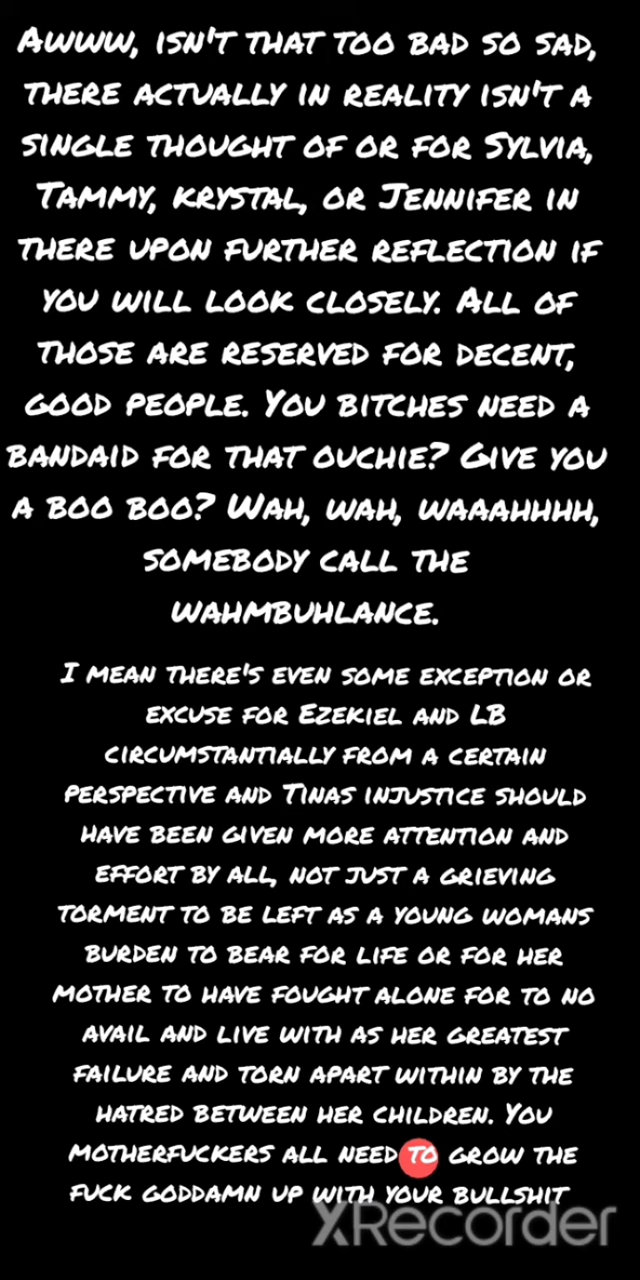 Awww, isn't that too bad so sad,
there actually in reality isn't a
single thought of or for Sylvia,
Tammy, krystal, or Jennifer in
there upon further reflection if
you will look closely. All of
those are reserved for decent,
good people. You bitches need a
bandaid for that ouchie? Give you
a boo boo? Wah, wah, waaahhhh,
somebody call the
wahmbuhlance.
I mean there's even some exception or
excuse for Ezekiel and LB
circumstantially from a certain
perspective and Tinas injustice should
have been given more attention and
effort by all, not just a grieving
torment to be left as a young womans
burden to bear for life or for her
mother to have fought alone for to no
avail and live with as her greatest
failure and torn apart within by the
hatred between her children. You
motherfuckers all need to grow the
fuck goddamn up with your bullshit
XRecorder